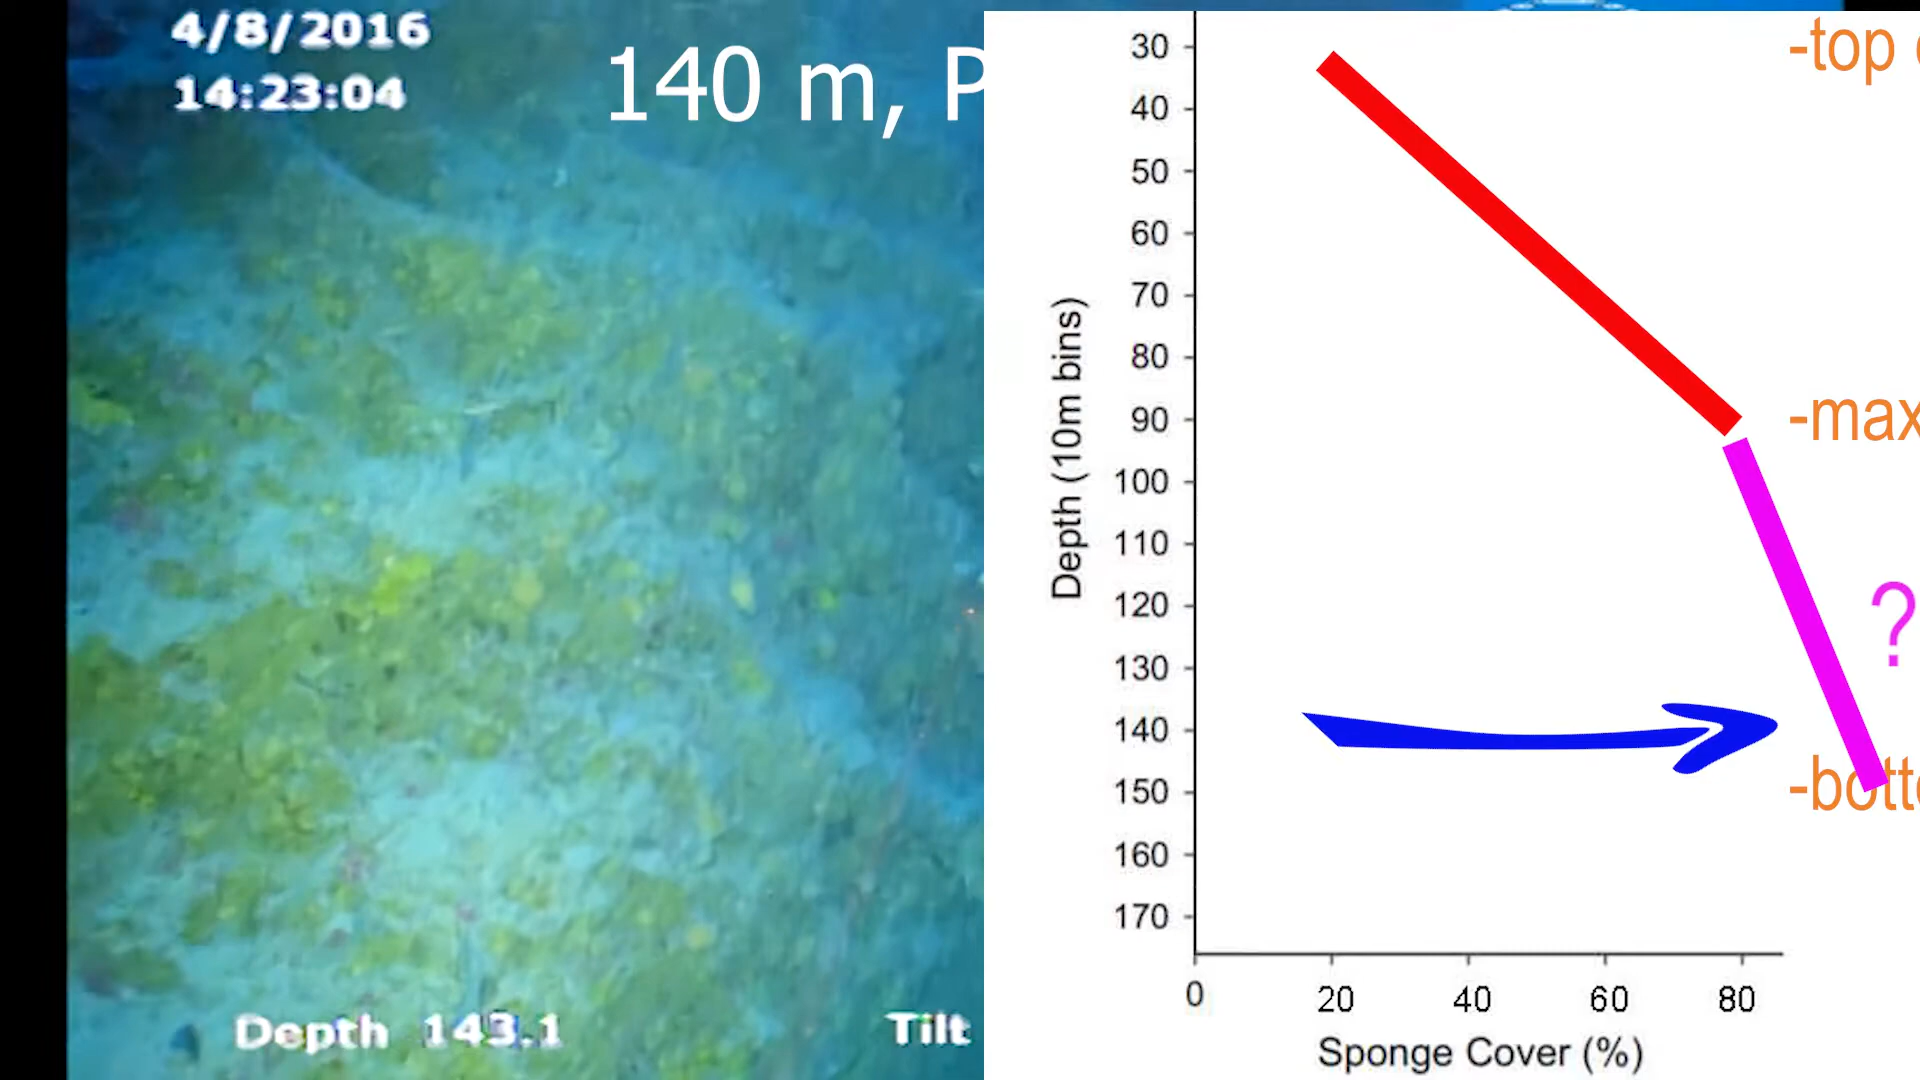 4/8/2016
14:23:04
140 m, P
Depth 143.1
Tilt
30
40
50
60
70
80
90
100
110
120
130
140
150
160
170
Depth (10m bins)
0
20
40
60
80
Sponge Cover (%)
-top
-max
?
-botto